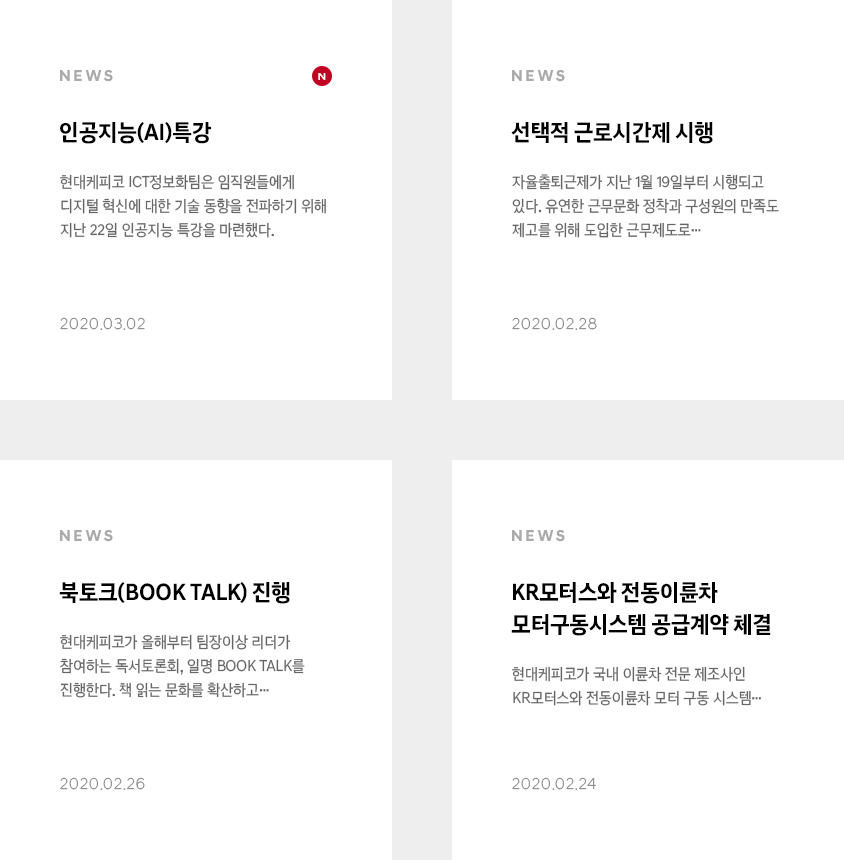 NEWS
N
인공지능(AI)특강
현대케피코 ICT정보화팀은 임직원들에게
디지털 혁신에 대한 기술 동향을 전파하기 위해
지난 22일 인공지능 특강을 마련했다.
2020.03.02
NEWS
선택적 근로시간제 시행
자율출퇴근제가 지난 1월 19일부터 시행되고
있다. 유연한 근무문화 정착과 구성원의 만족도
제고를 위해 도입한 근무제도로…
2020.02.28
NEWS
북토크(BOOK TALK) 진행
현대케피코가 올해부터 팀장이상 리더가
참여하는 독서토론회, 일명 BOOK TALK를
진행한다. 책 읽는 문화를 확산하고…
2020.02.26
NEWS
KR모터스와 전동이륜차
모터구동시스템 공급계약 체결
현대케피코가 국내 이륜차 전문 제조사인
KR모터스와 전동이륜차 모터 구동 시스템…
2020.02.24